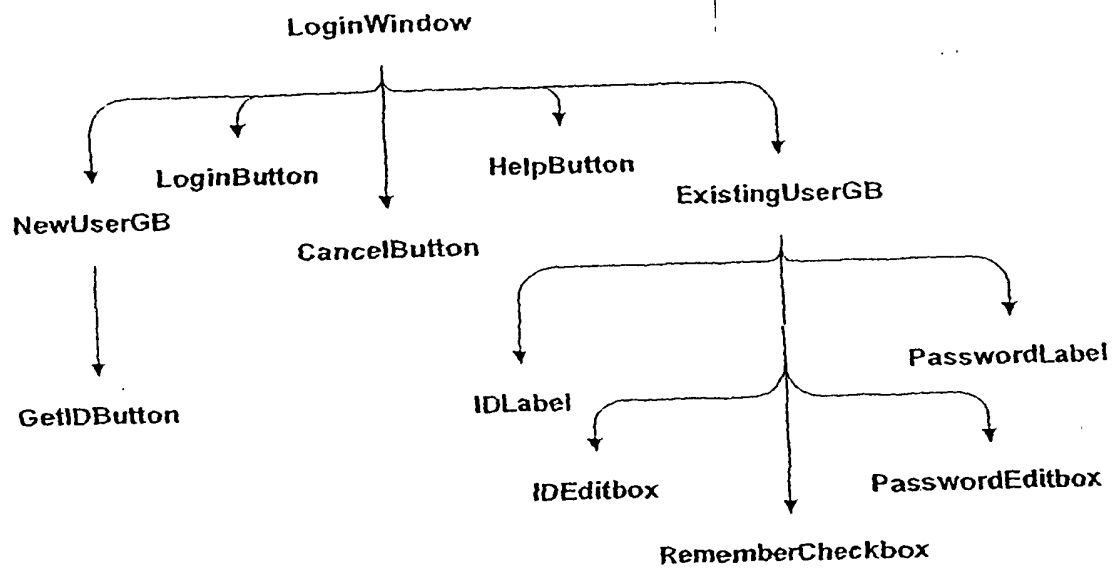 LoginWindow
LoginButton
HelpButton
ExistingUserGB
NewUserGB
CancelButton
PasswordLabel
IDLabel
GetIDButton
IDEditbox
PasswordEditbox
RememberCheckbox